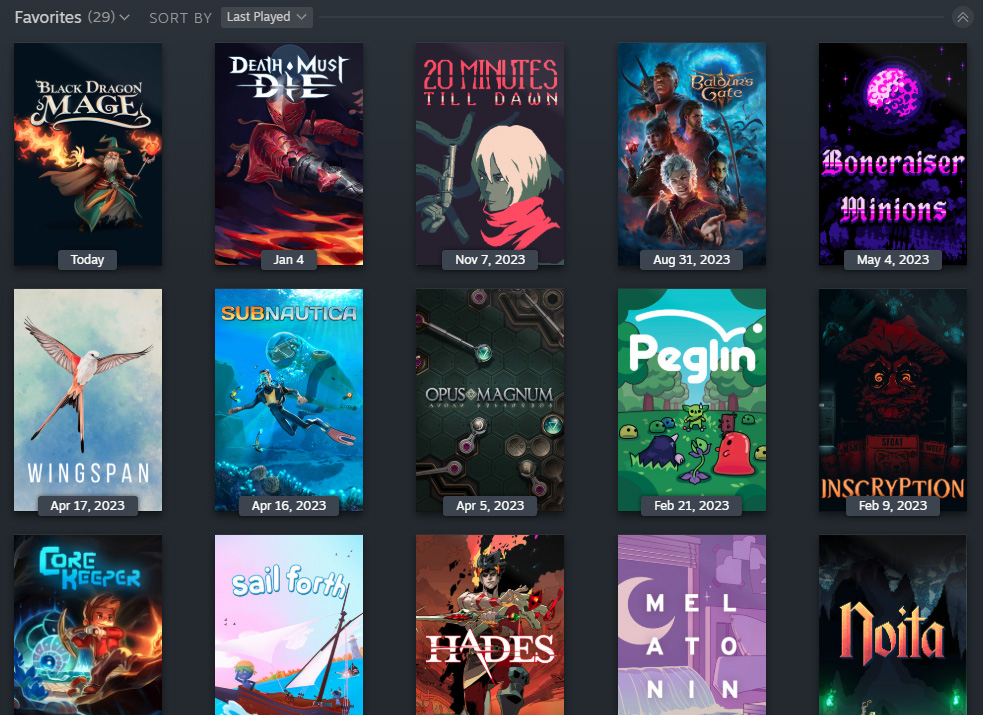 Favorites (29) SORT BY Last Played
BLACK DRAGON
MAGE
Today
DEATH MUST
DIE
Jan 4
20 MINUTES
TILL DAWN
Nov 7, 2023
Baldur's
Gate
Aug 31, 2023
Boneraiser
Minions
May 4, 2023
WINGSPAN
Apr 17, 2023
SUBNAUTICA
Apr 16, 2023
OPUS MAGNUM
Apr 5, 2023
Peglin
Feb 21, 2023
STOAT
INSCRYPTION
Feb 9, 2023
CORE
KEEPER
sail forth
HADES
MEL
ATO
NIN
Noita